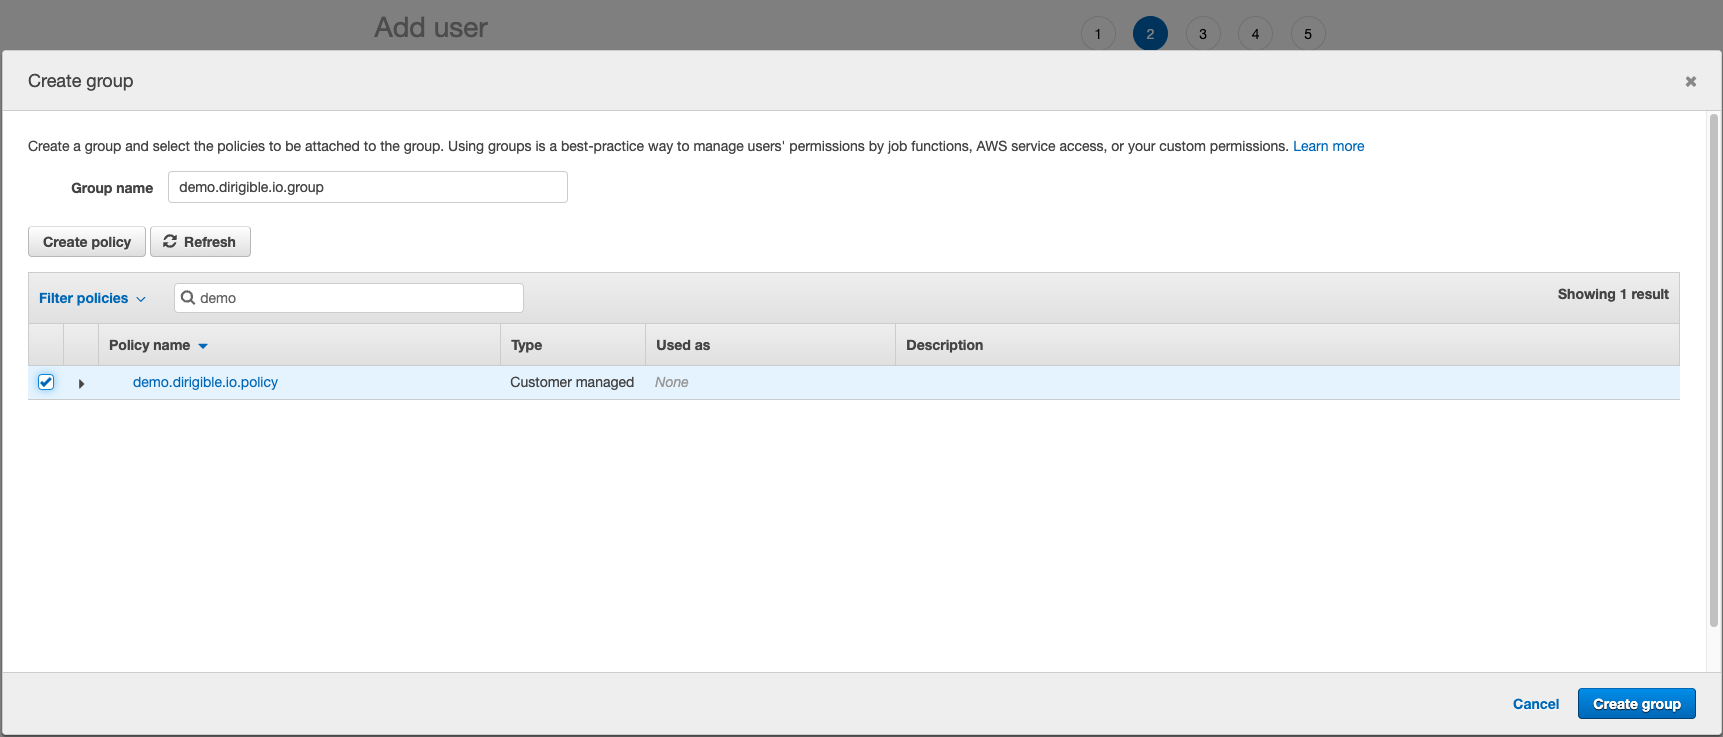 Add user
1 2 3 4 5
Create group
Create a group and select the policies to be attached to the group. Using groups is a best-practice way to manage users' permissions by job functions, AWS service access, or your custom permissions. Learn more
Group name demo.dirigible.io.group
Create policy Refresh
Filter policies demo Showing 1 result
Policy name Type Used as Description
demo.dirigible.io.policy Customer managed None
Cancel Create group